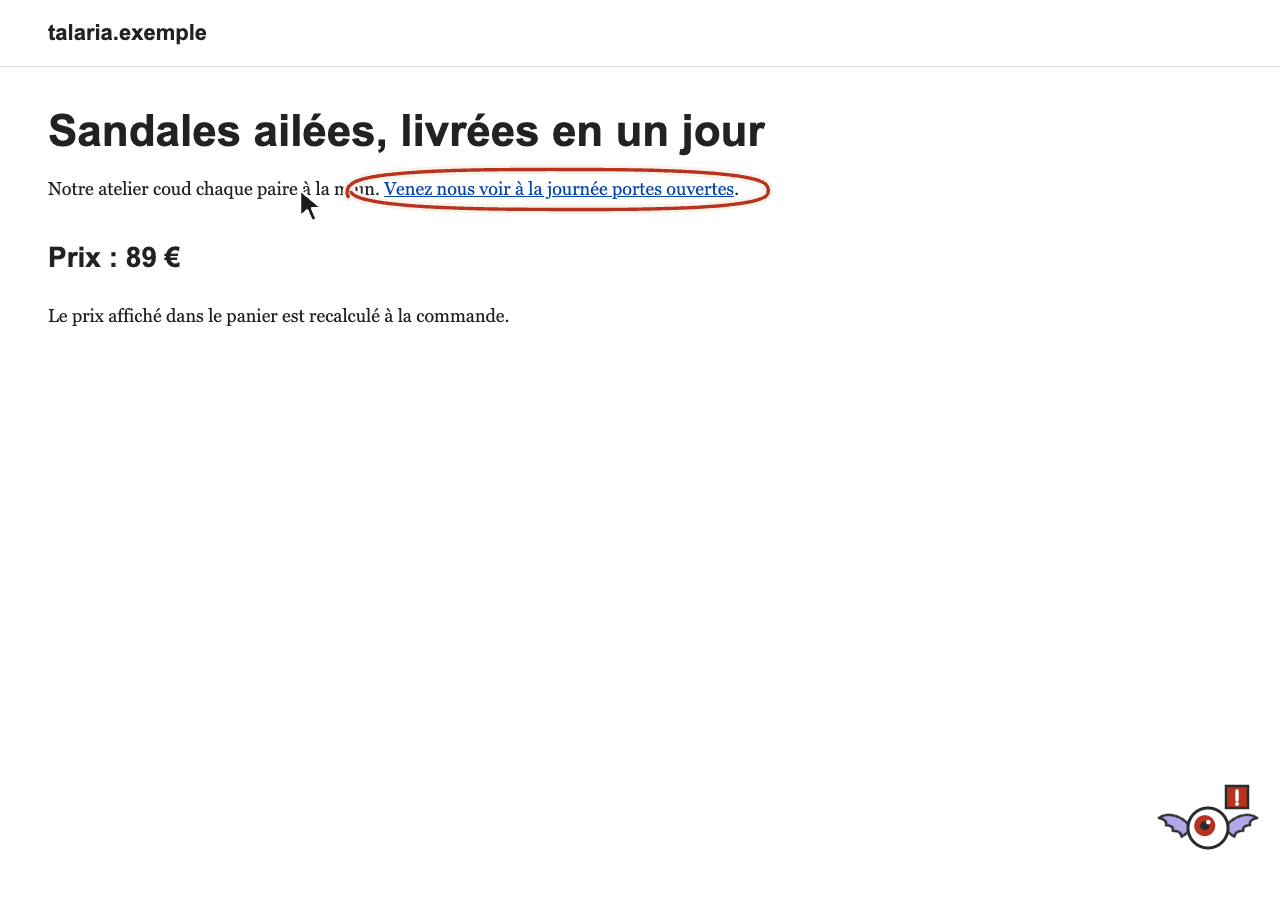 talaria.exemple
Sandales ailées, livrées en un jour
Notre atelier coud chaque paire à la Venez nous voir à la journée portes ouvertes.
Prix : 89 €
Le prix affiché dans le panier est recalculé à la commande.
!